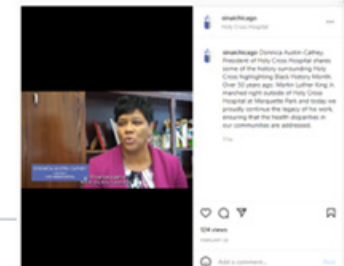 sinaichicago
Holy Cross Hospital
sinaichicago Donnica Austin-Cathey,
President of Holy Cross Hospital shares
some of the history surrounding Holy
Cross highlighting Black History Month.
Over 50 years ago, Martin Luther King Jr
marched right outside of Holy Cross
Hospital at Marquette Park and today we
proudly continue the legacy of his work,
ensuring that the health disparities in
our communities are addressed.
views
FEBRUARY
Add a comment...
Post